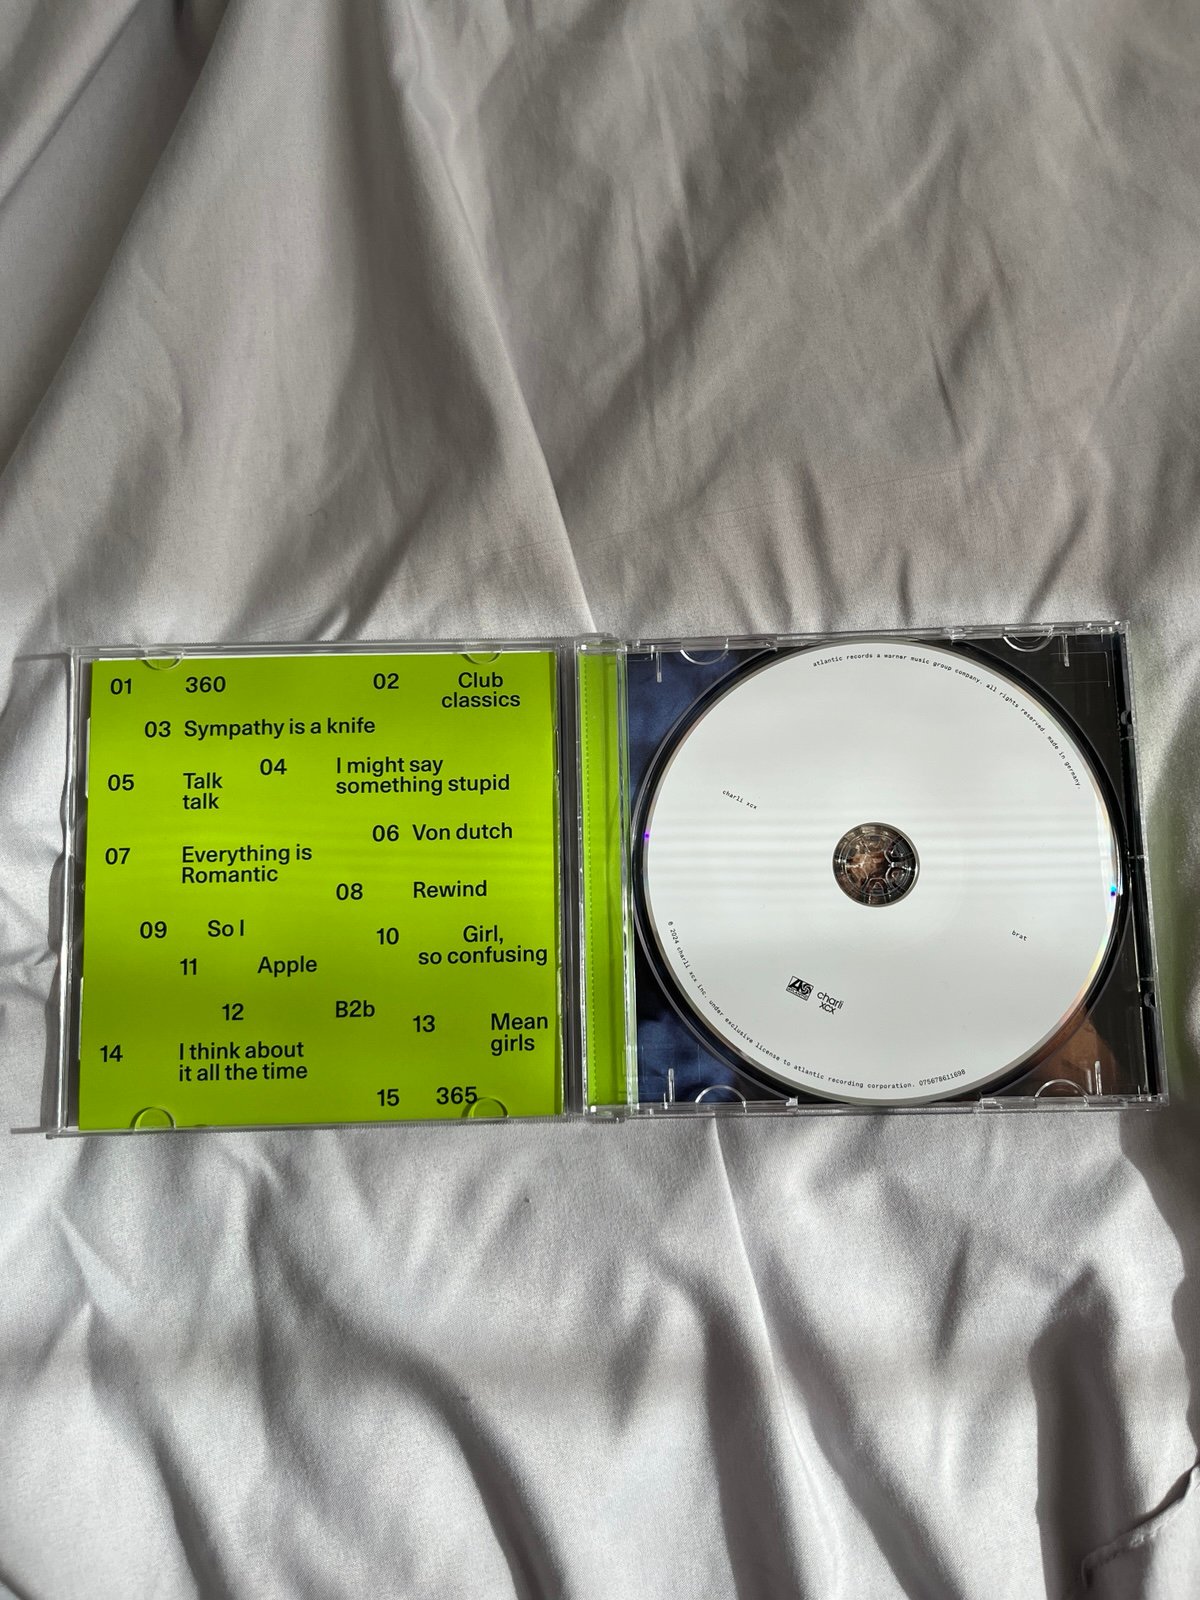 01 360
02 Club
classics
03 Sympathy is a knife
04 I might say
something stupid
05 Talk
talk
06 Von dutch
07 Everything is
Romantic
08 Rewind
09 So I
10 Girl,
so confusing
11 Apple
12 B2b
13 Mean
girls
14 I think about
it all the time
15 365
atlantic records a warner music group company. all rights reserved. made in germany.
charli xcx
brat
charli
xcx
℗ 2024 charli xcx inc. under exclusive license to atlantic recording corporation. 075678611698